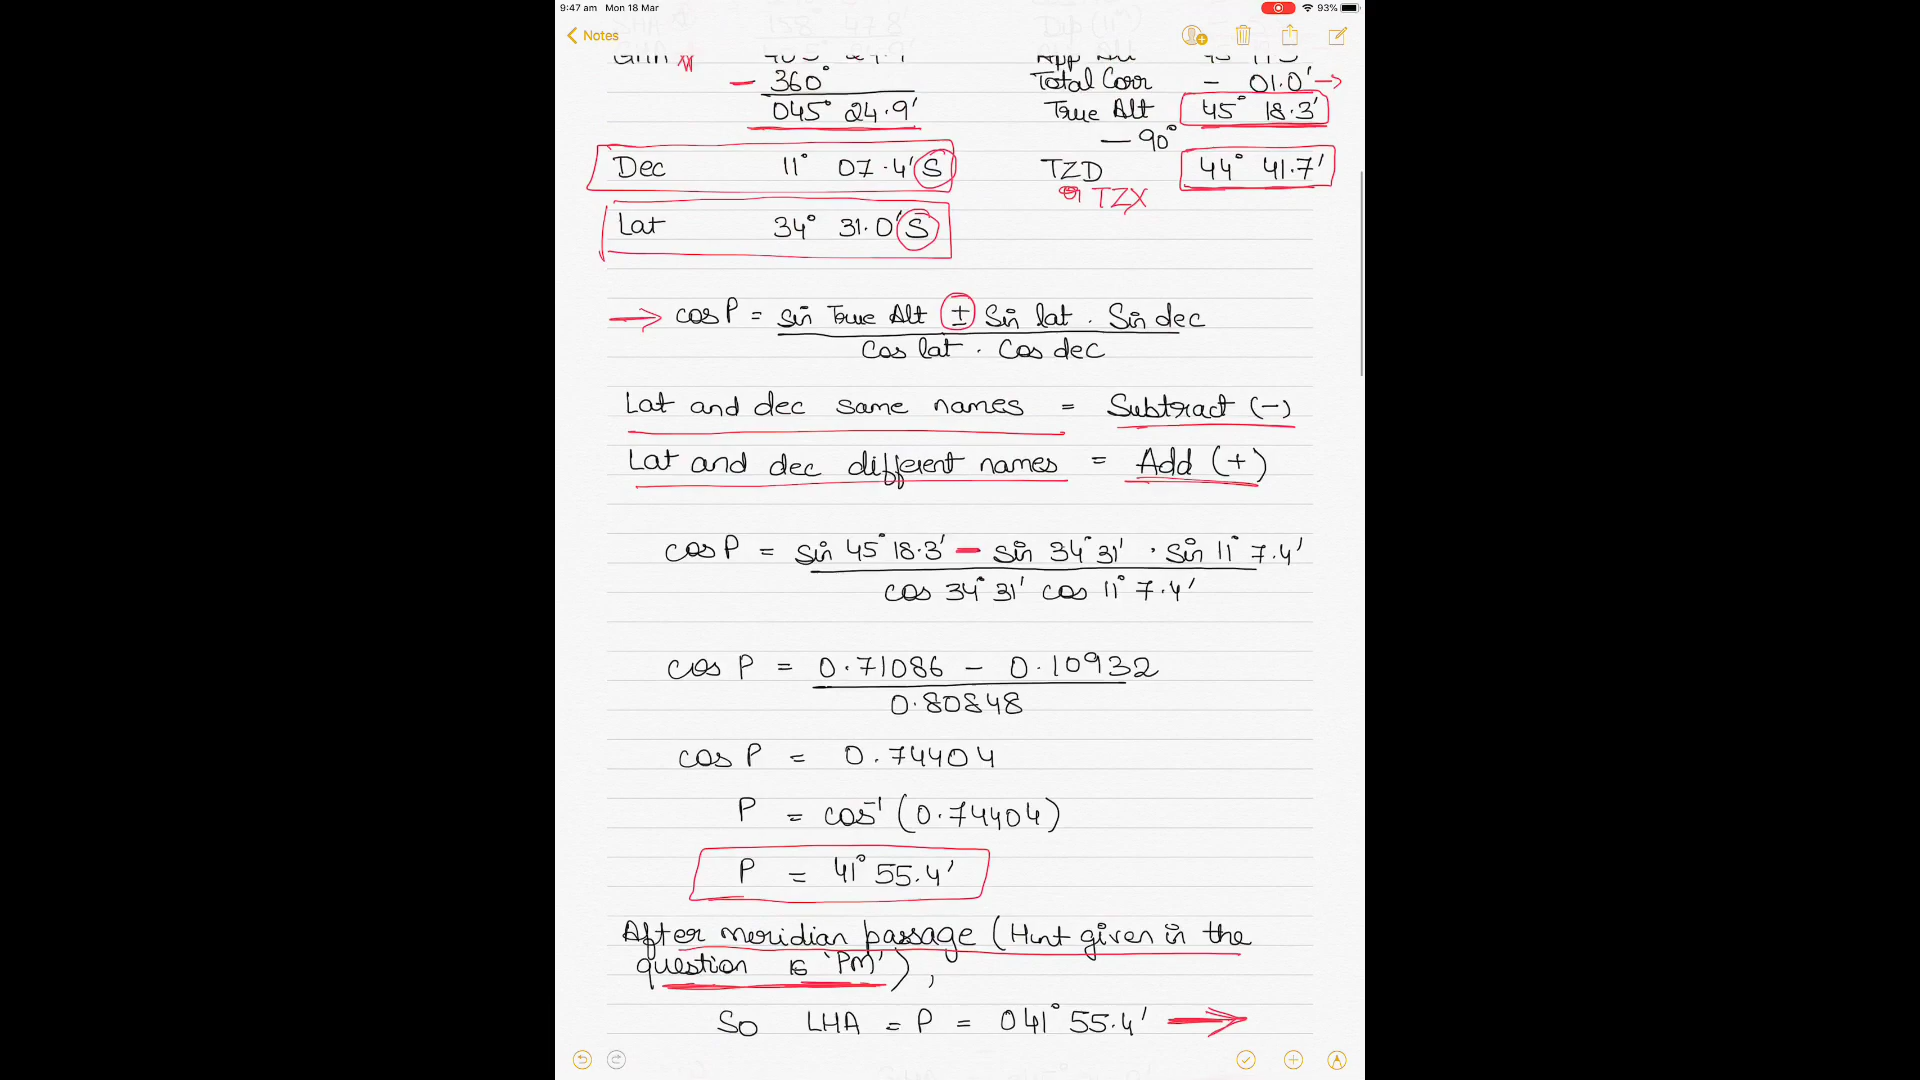 9:47 am Mon 18 Mar
93%
Notes
GHA
- 360°
045° 24.9'
Dec 11° 07.4' S
Lat 34° 31.0' S
App Alt
Total Corr - 01.0'
True Alt 45° 18.3'
- 90°
TZD 44° 41.7'
TZX
cos P = sin True Alt ± Sin lat . Sin dec
Cos lat . Cos dec
Lat and dec same names = Subtract (-)
Lat and dec different names = Add (+)
cos P = sin 45° 18.3' - sin 34° 31' . sin 11° 7.4'
cos 34° 31' cos 11° 7.4'
cos P = 0.71086 - 0.10932
0.80848
cos P = 0.74404
P = cos⁻¹ (0.74404)
P = 41° 55.4'
After meridian passage (Hint given in the
question is 'PM'),
So LHA = P = 041° 55.4'